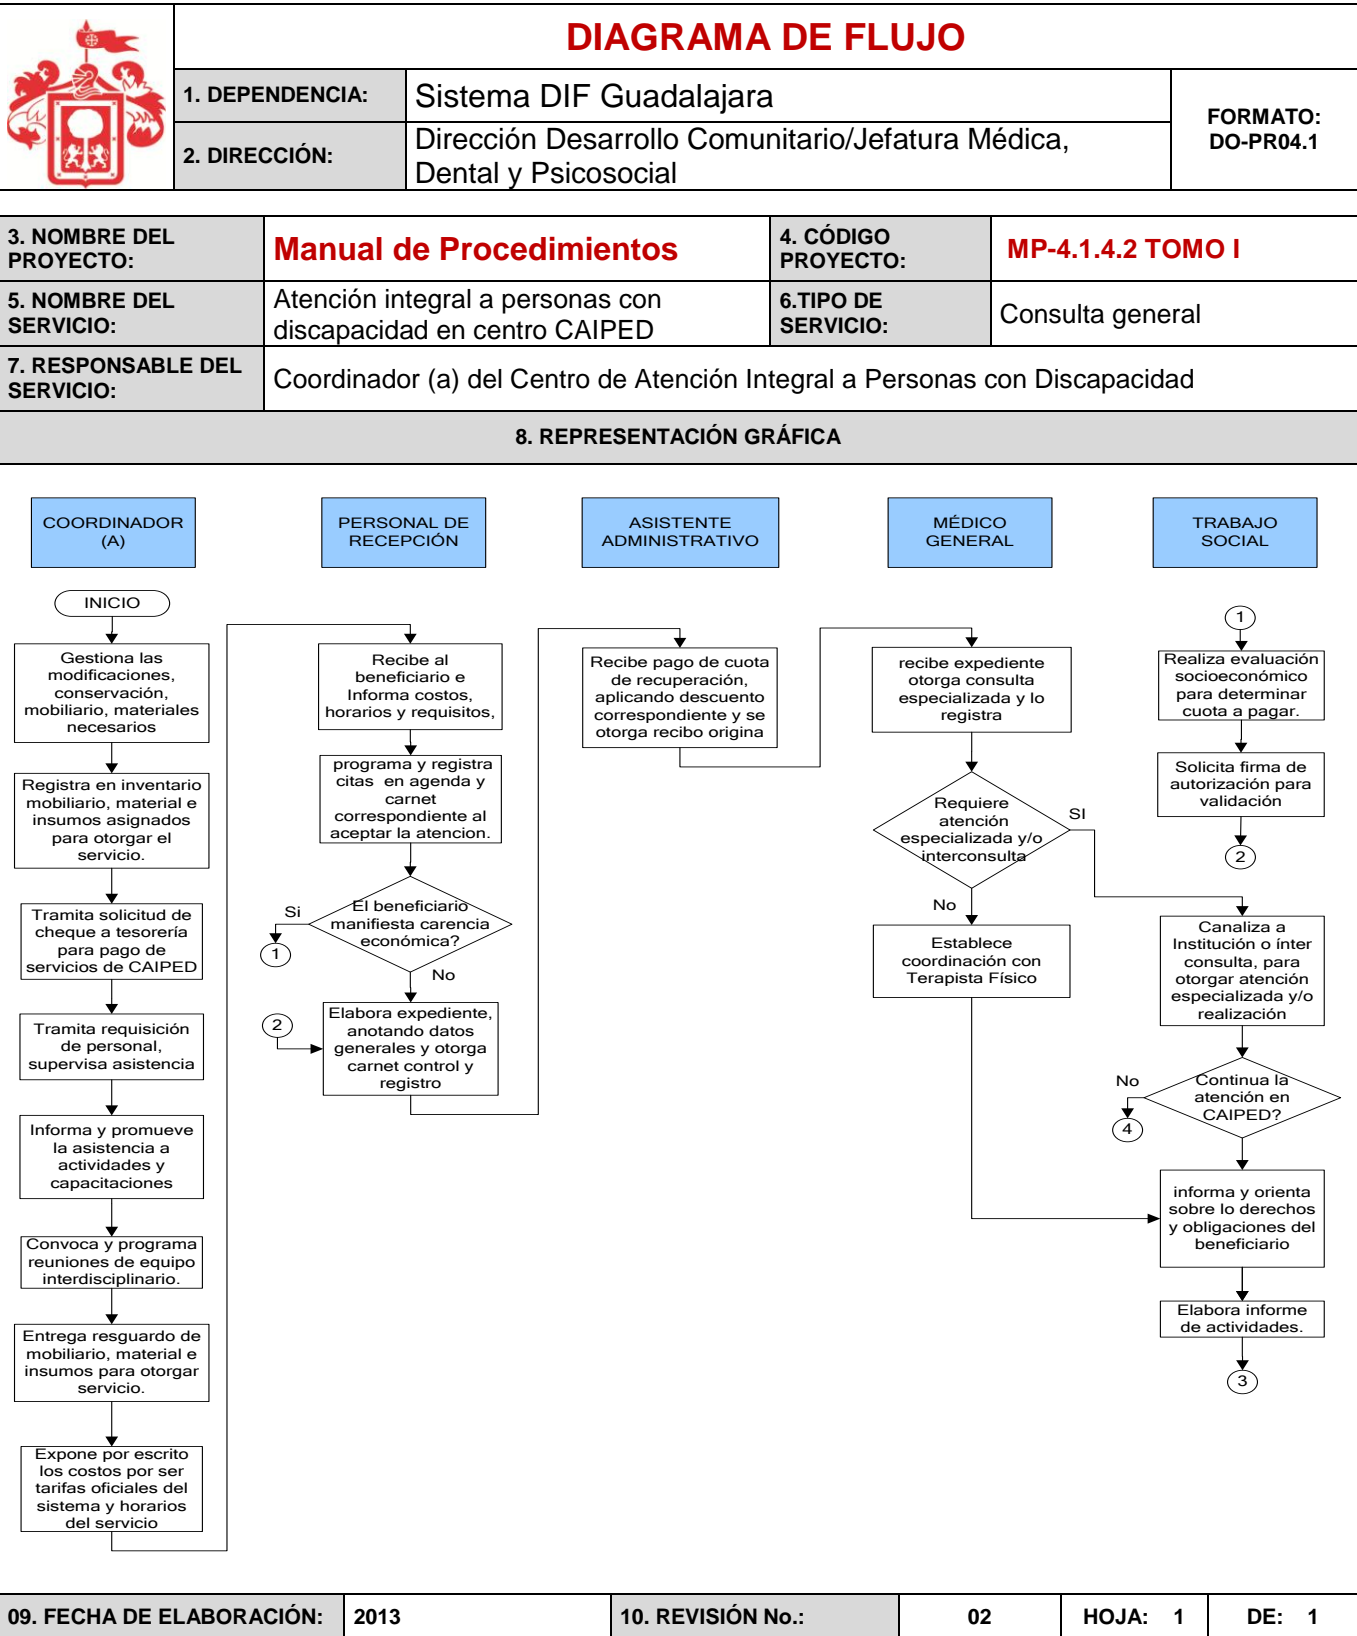 DIAGRAMA DE FLUJO
1. DEPENDENCIA:
Sistema DIF Guadalajara
FORMATO:
DO-PR04.1
2. DIRECCIÓN:
Dirección Desarrollo Comunitario/Jefatura Médica,
Dental y Psicosocial
3. NOMBRE DEL
PROYECTO:
Manual de Procedimientos
4. CÓDIGO
PROYECTO:
MP-4.1.4.2 TOMO I
5. NOMBRE DEL
SERVICIO:
Atención integral a personas con
discapacidad en centro CAIPED
6.TIPO DE
SERVICIO:
Consulta general
7. RESPONSABLE DEL
SERVICIO:
Coordinador (a) del Centro de Atención Integral a Personas con Discapacidad
8. REPRESENTACIÓN GRÁFICA
COORDINADOR
(A)
PERSONAL DE
RECEPCIÓN
ASISTENTE
ADMINISTRATIVO
MÉDICO
GENERAL
TRABAJO
SOCIAL
INICIO
Gestiona las
modificaciones,
conservación,
mobiliario, materiales
necesarios
Registra en inventario
mobiliario, material e
insumos asignados
para otorgar el
servicio.
Tramita solicitud de
cheque a tesorería
para pago de
servicios de CAIPED
Tramita requisición
de personal,
supervisa asistencia
Informa y promueve
la asistencia a
actividades y
capacitaciones
Convoca y programa
reuniones de equipo
interdisciplinario.
Entrega resguardo de
mobiliario, material e
insumos para otorgar
servicio.
Expone por escrito
los costos por ser
tarifas oficiales del
sistema y horarios
del servicio
Recibe al
beneficiario e
Informa costos,
horarios y requisitos,
programa y registra
citas en agenda y
carnet
correspondiente al
aceptar la atencion.
El beneficiario
manifiesta carencia
económica?
Si
1
No
2
Elabora expediente,
anotando datos
generales y otorga
carnet control y
registro
Recibe pago de cuota
de recuperación,
aplicando descuento
correspondiente y se
otorga recibo origina
recibe expediente
otorga consulta
especializada y lo
registra
Requiere
atención
especializada y/o
interconsulta
SI
No
Establece
coordinación con
Terapista Físico
1
Realiza evaluación
socioeconómico
para determinar
cuota a pagar.
Solicita firma de
autorización para
validación
2
Canaliza a
Institución o ínter
consulta, para
otorgar atención
especializada y/o
realización
Continua la
atención en
CAIPED?
No
4
informa y orienta
sobre lo derechos
y obligaciones del
beneficiario
Elabora informe
de actividades.
3
09. FECHA DE ELABORACIÓN:
2013
10. REVISIÓN No.:
02
HOJA: 1
DE: 1